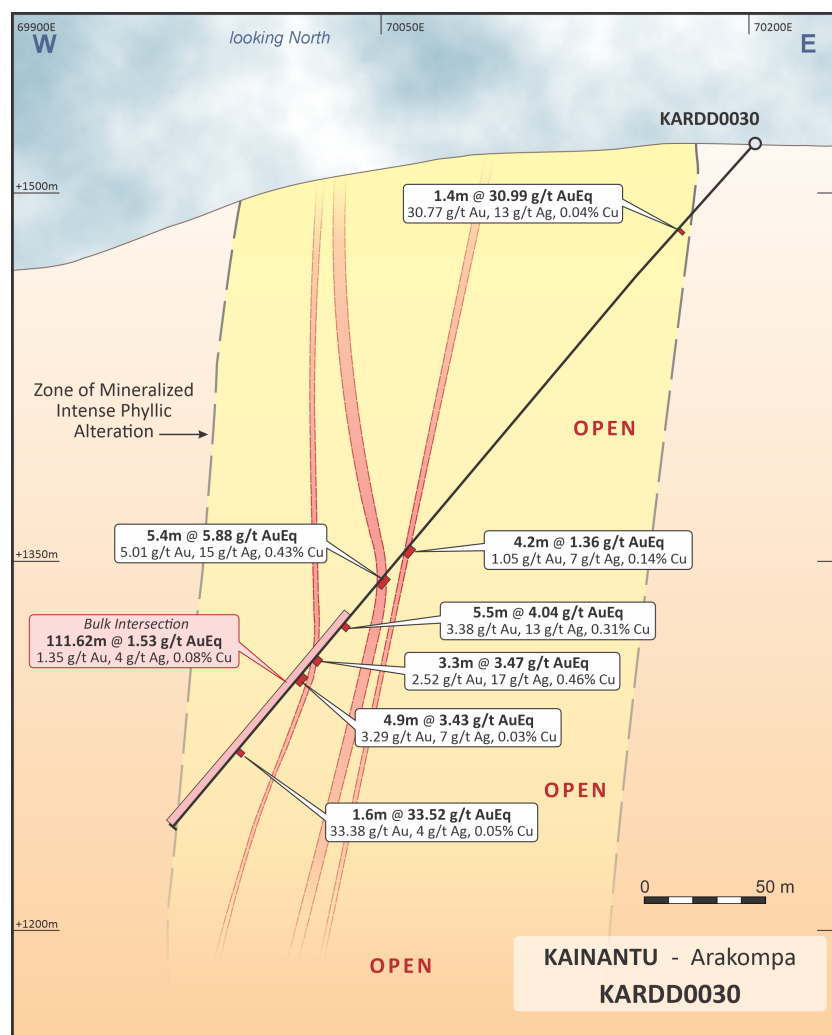 69900E
70050E
70200E
W
looking North
E
KARDD0030
+1500m
1.4m @ 30.99 g/t AuEq
30.77 g/t Au, 13 g/t Ag, 0.04% Cu
Zone of Mineralized
Intense Phyllic
Alteration
OPEN
5.4m @ 5.88 g/t AuEq
5.01 g/t Au, 15 g/t Ag, 0.43% Cu
4.2m @ 1.36 g/t AuEq
1.05 g/t Au, 7 g/t Ag, 0.14% Cu
+1350m
5.5m @ 4.04 g/t AuEq
3.38 g/t Au, 13 g/t Ag, 0.31% Cu
Bulk Intersection
111.62m @ 1.53 g/t AuEq
1.35 g/t Au, 4 g/t Ag, 0.08% Cu
3.3m @ 3.47 g/t AuEq
2.52 g/t Au, 17 g/t Ag, 0.46% Cu
4.9m @ 3.43 g/t AuEq
3.29 g/t Au, 7 g/t Ag, 0.03% Cu
OPEN
1.6m @ 33.52 g/t AuEq
33.38 g/t Au, 4 g/t Ag, 0.05% Cu
0 50 m
+1200m
OPEN
KAINANTU - Arakompa
KARDD0030